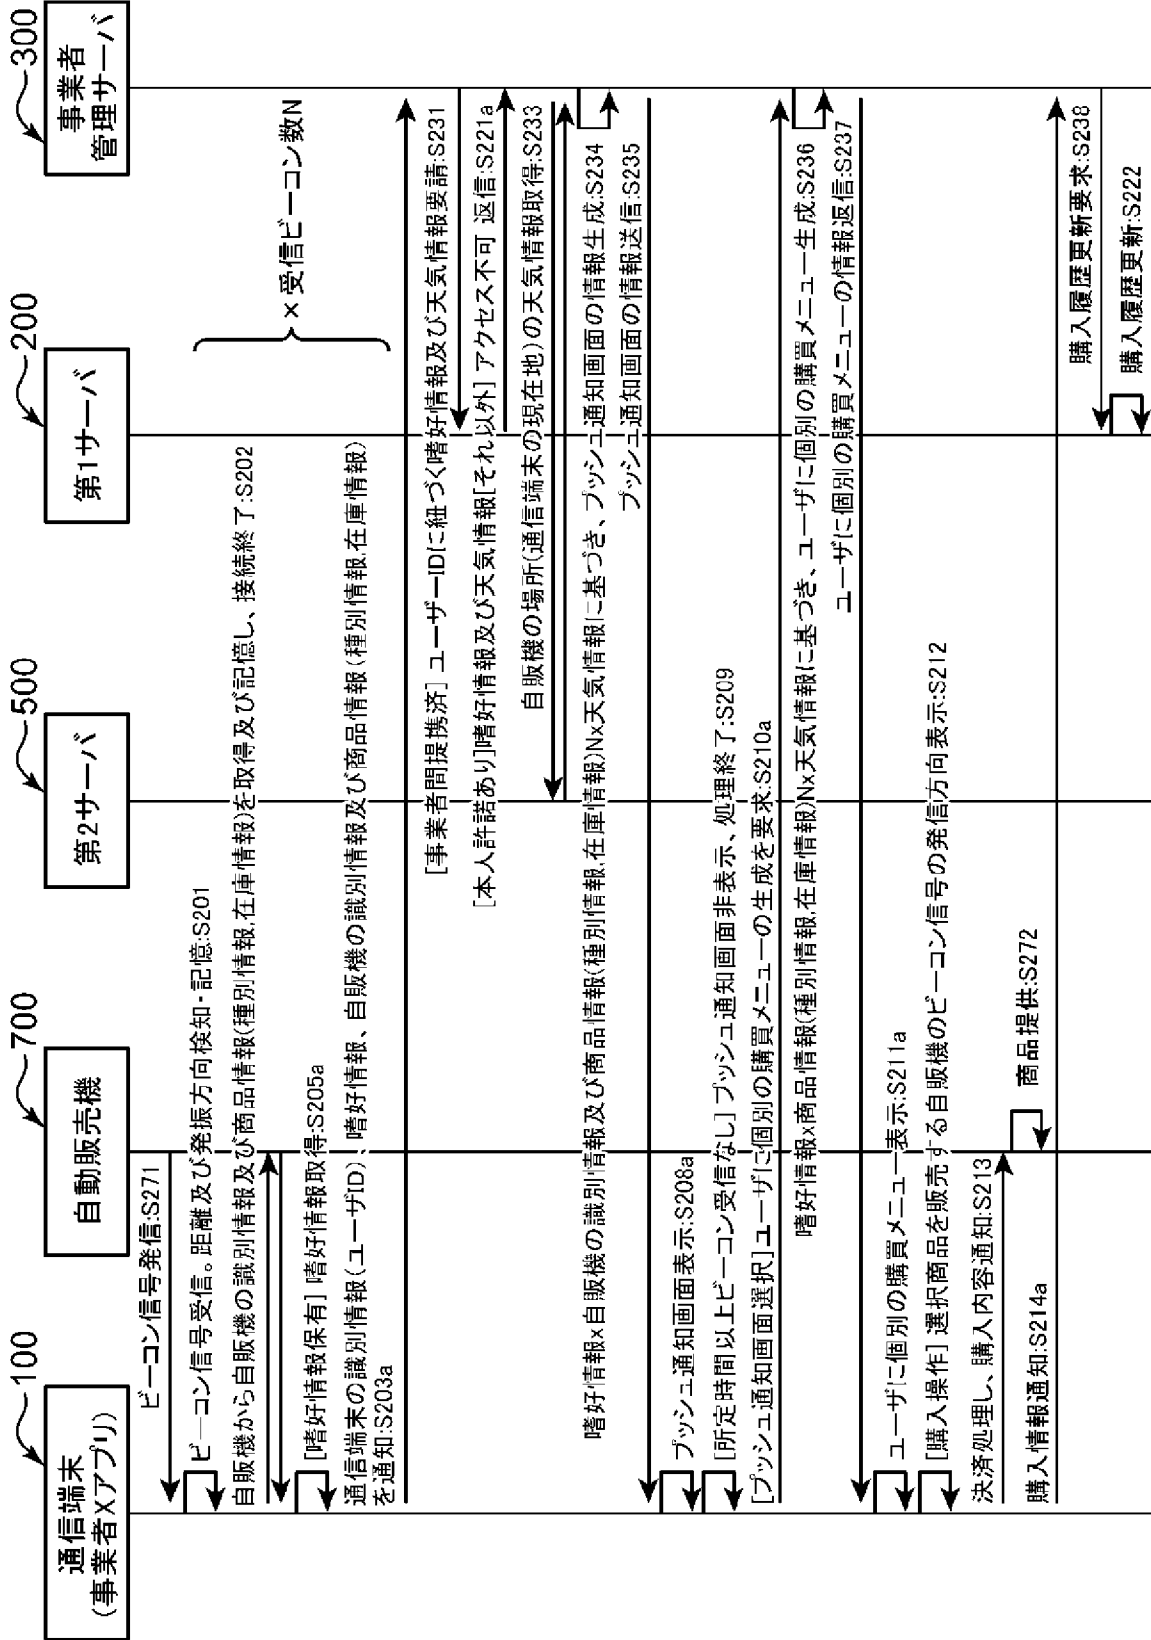 100
通信端末
(事業者Xアプリ)
700
自動販売機
500
第2サーバ
200
第1サーバ
300
事業者
管理サーバ
ビーコン信号発信:S271
ビーコン信号受信。距離及び発振方向検知・記憶:S201
自販機から自販機の識別情報及び商品情報(種別情報,在庫情報)を取得及び記憶し、接続終了:S202
[嗜好情報保有] 嗜好情報取得:S205a
×受信ビーコン数N
通信端末の識別情報(ユーザID)、嗜好情報、自販機の識別情報及び商品情報(種別情報,在庫情報)
を通知:S203a
[事業者間提携済] ユーザーIDに紐づく嗜好情報及び天気情報要請:S231
[本人許諾あり]嗜好情報及び天気情報[それ以外] アクセス不可 返信:S221a
自販機の場所(通信端末の現在地)の天気情報取得:S233
嗜好情報x自販機の識別情報及び商品情報(種別情報,在庫情報)Nx天気情報に基づき、プッシュ通知画面の情報生成:S234
プッシュ通知画面の情報送信:S235
プッシュ通知画面表示:S208a
[所定時間以上ビーコン受信なし] プッシュ通知画面非表示、処理終了:S209
[プッシュ通知画面選択]ユーザに個別の購買メニューの生成を要求:S210a
嗜好情報x商品情報(種別情報,在庫情報)Nx天気情報に基づき、ユーザに個別の購買メニュー生成:S236
ユーザに個別の購買メニューの情報返信:S237
ユーザに個別の購買メニュー表示:S211a
[購入操作] 選択商品を販売する自販機のビーコン信号の発信方向表示:S212
決済処理し、購入内容通知:S213
商品提供:S272
購入情報通知:S214a
購入履歴更新要求:S238
購入履歴更新:S222